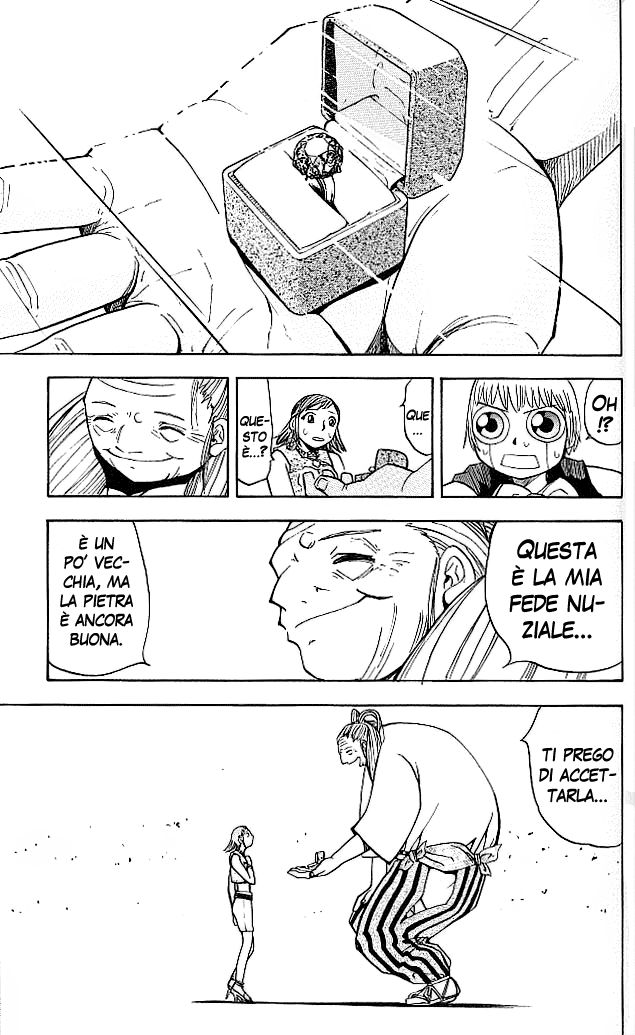 OH
!?
QUE
...
QUE-
STO
È...?
QUESTA
È LA MIA
FEDE NU-
ZIALE...
È UN
PO' VEC-
CHIA, MA
LA PIETRA
È ANCORA
BUONA.
TI PREGO
DI ACCET-
TARLA...